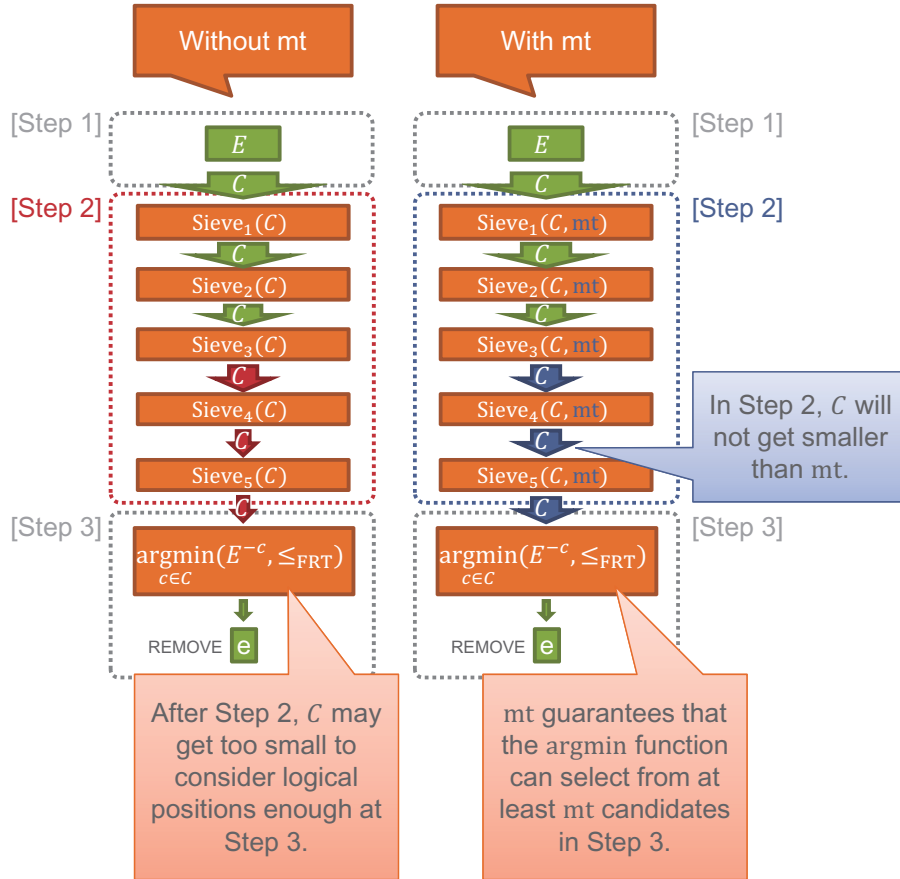 Without mt
With mt
[Step 1]
[Step 1]
E
E
C
C
[Step 2]
[Step 2]
Sieve₁(C)
Sieve₁(C, mt)
C
C
Sieve₂(C)
Sieve₂(C, mt)
C
C
Sieve₃(C)
Sieve₃(C, mt)
C
C
Sieve₄(C)
Sieve₄(C, mt)
In Step 2, C will
not get smaller
than mt.
C
C
Sieve₅(C)
Sieve₅(C, mt)
C
C
[Step 3]
[Step 3]
argmin(E⁻ᶜ, ≤FRT)
c∈C
argmin(E⁻ᶜ, ≤FRT)
c∈C
REMOVE e
REMOVE e
After Step 2, C may
get too small to
consider logical
positions enough at
Step 3.
mt guarantees that
the argmin function
can select from at
least mt candidates
in Step 3.